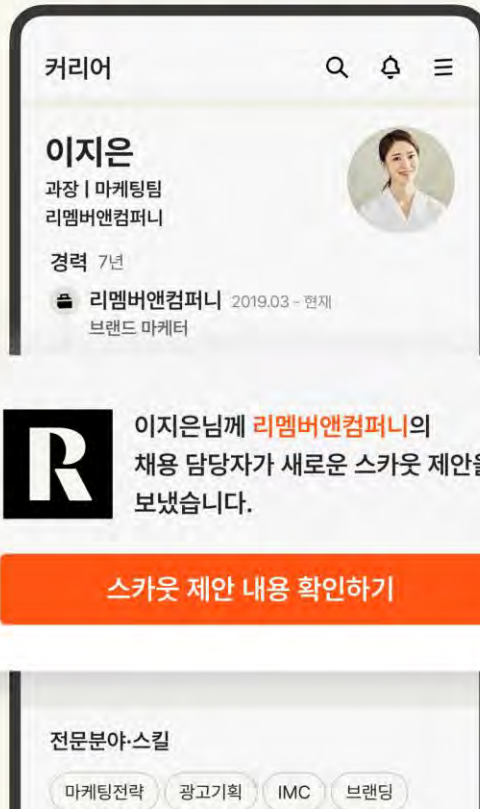 커리어
이지은
과장 | 마케팅팀
리멤버앤컴퍼니
경력 7년
리멤버앤컴퍼니 2019.03 - 현재
브랜드 마케터
R
이지은님께 리멤버앤컴퍼니의
채용 담당자가 새로운 스카웃 제안을
보냈습니다.
스카웃 제안 내용 확인하기
전문분야·스킬
마케팅전략 광고기획 IMC 브랜딩